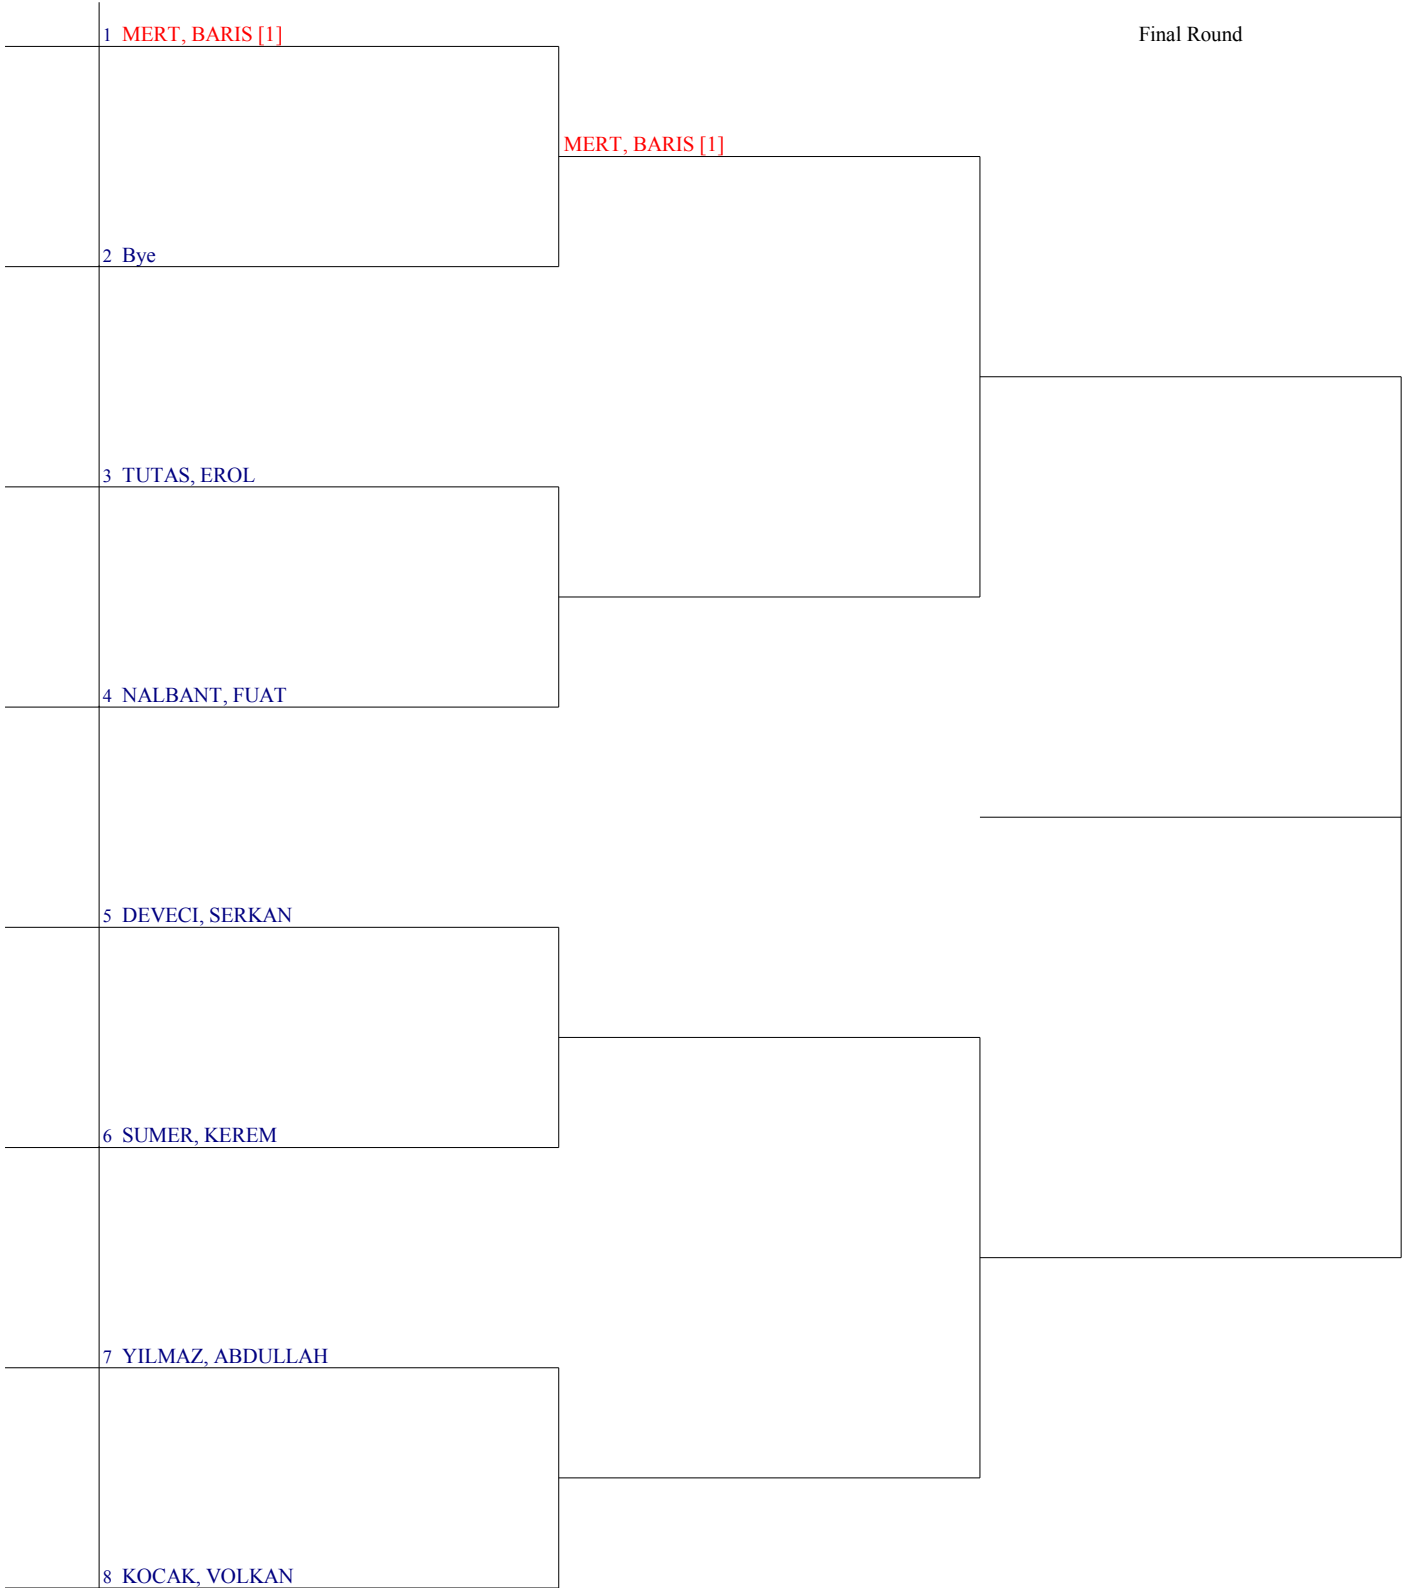 1 MERT, BARIS [1]
Final Round
MERT, BARIS [1]
2 Bye
3 TUTAS, EROL
4 NALBANT, FUAT
5 DEVECI, SERKAN
6 SUMER, KEREM
7 YILMAZ, ABDULLAH
8 KOCAK, VOLKAN